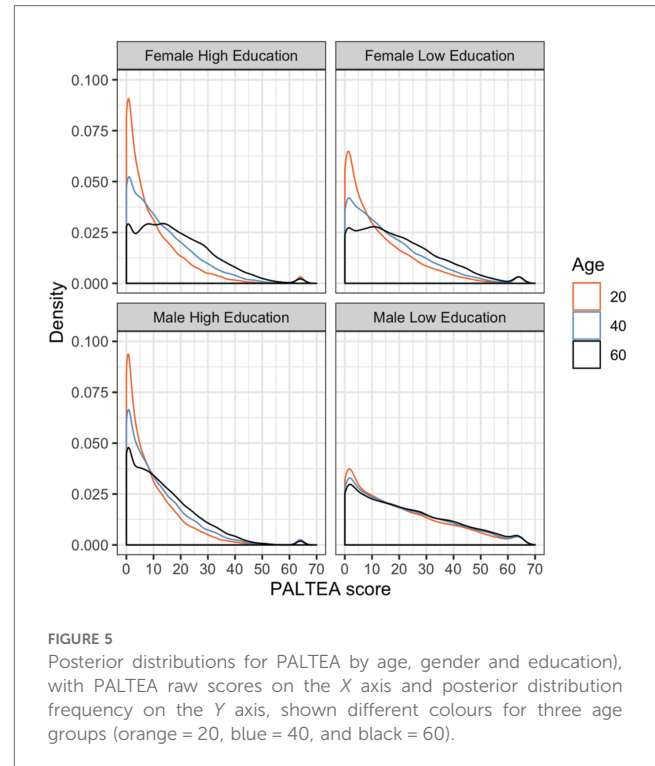 Female High Education
Female Low Education
0.100
0.075
0.050
0.025
0.000
Male High Education
Male Low Education
0.100
0.075
0.050
0.025
0.000
Density
0 10 20 30 40 50 60 70
0 10 20 30 40 50 60 70
PALTEA score
Age
20
40
60
FIGURE 5
Posterior distributions for PALTEA by age, gender and education),
with PALTEA raw scores on the X axis and posterior distribution
frequency on the Y axis, shown different colours for three age
groups (orange = 20, blue = 40, and black = 60).